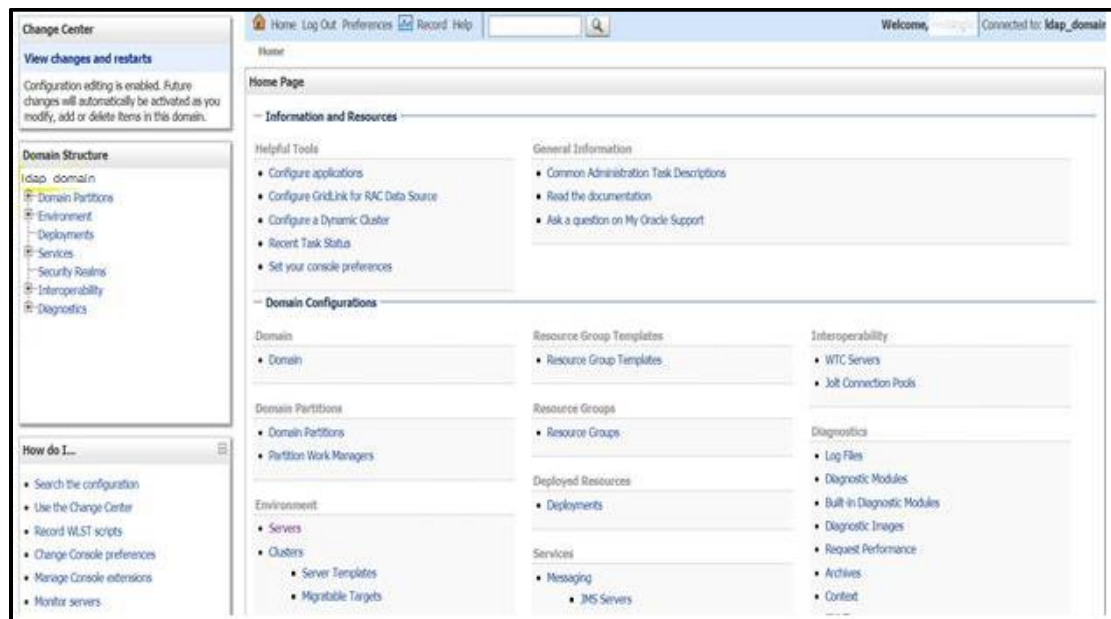 Change Center
View changes and restarts
Configuration editing is enabled. Future
changes will automatically be activated as you
modify, add or delete items in this domain.
Domain Structure
ldap_domain
Domain Partitions
Environment
Deployments
Services
Security Realms
Interoperability
Diagnostics
How do I...
Search the configuration
Use the Change Center
Record WLST scripts
Change Console preferences
Manage Console extensions
Monitor servers
Home Log Out Preferences Record Help
Welcome,
Connected to: ldap_domain
Home
Home Page
Information and Resources
Helpful Tools
Configure applications
Configure GridLink for RAC Data Source
Configure a Dynamic Cluster
Recent Task Status
Set your console preferences
General Information
Common Administration Task Descriptions
Read the documentation
Ask a question on My Oracle Support
Domain Configurations
Domain
Domain
Domain Partitions
Domain Partitions
Partition Work Managers
Environment
Servers
Clusters
Server Templates
Migratable Targets
Resource Group Templates
Resource Group Templates
Resource Groups
Resource Groups
Deployed Resources
Deployments
Services
Messaging
JMS Servers
Interoperability
WTC Servers
Jolt Connection Pools
Diagnostics
Log Files
Diagnostic Modules
Built-in Diagnostic Modules
Diagnostic Images
Request Performance
Archives
Context